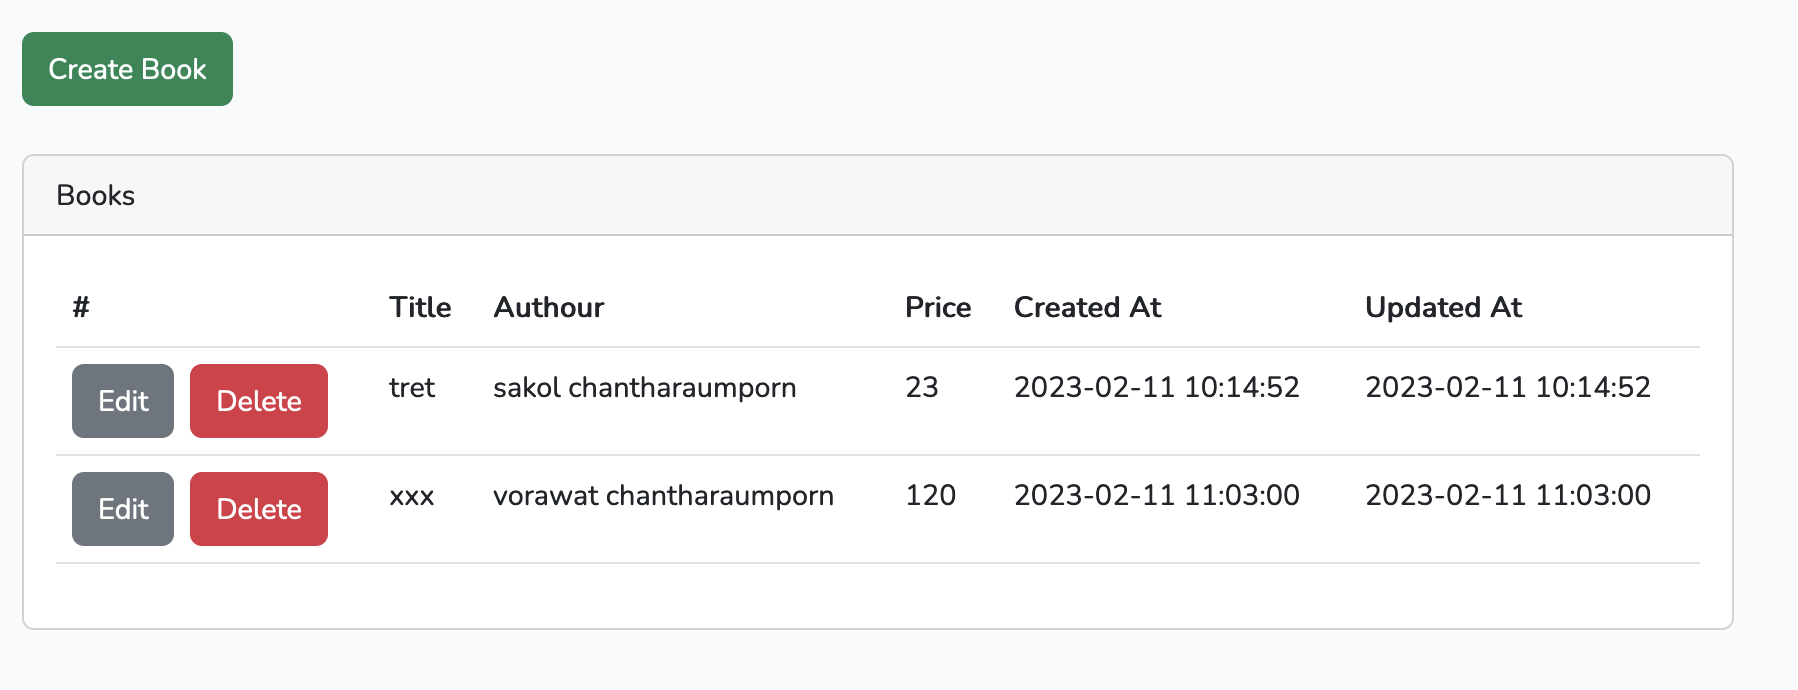 Create Book
Books
# Title Authour Price Created At Updated At
Edit Delete tret sakol chantharaumporn 23 2023-02-11 10:14:52 2023-02-11 10:14:52
Edit Delete xxx vorawat chantharaumporn 120 2023-02-11 11:03:00 2023-02-11 11:03:00